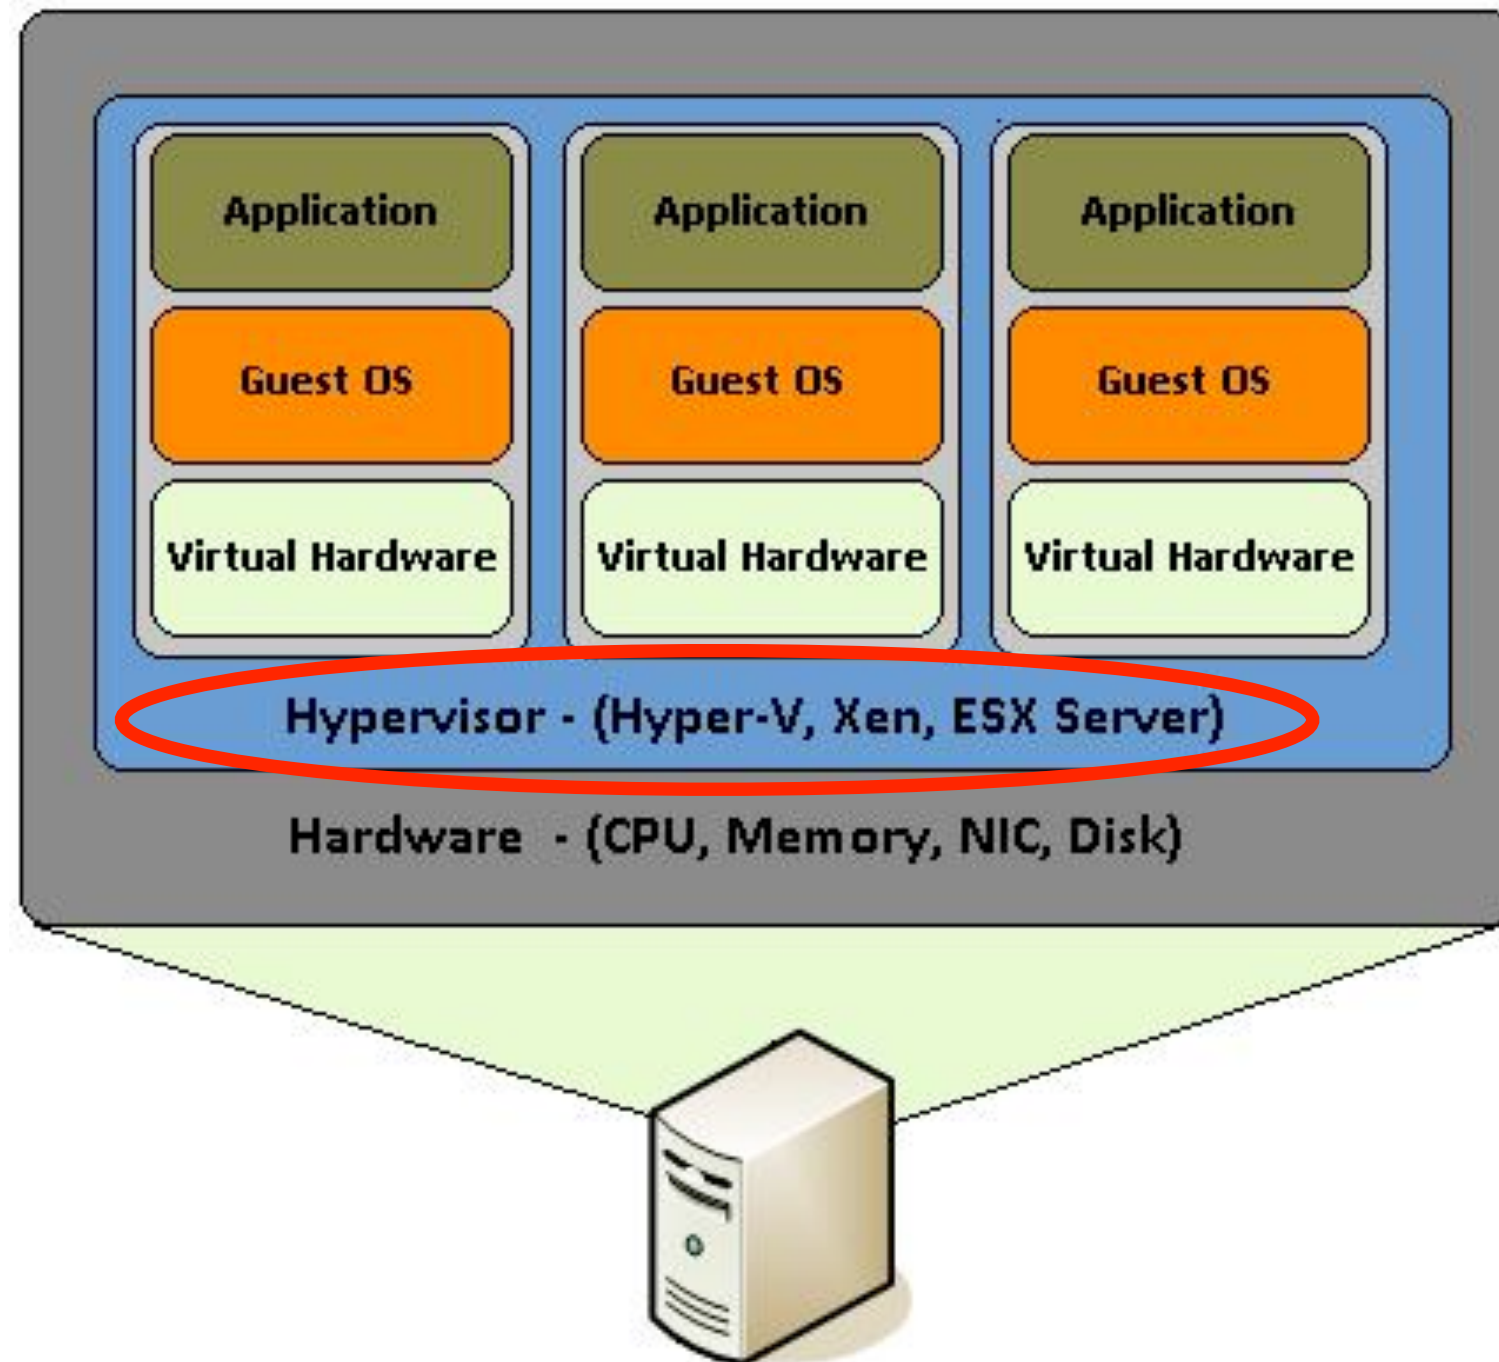 Application Application Application
Guest OS Guest OS Guest OS
Virtual Hardware Virtual Hardware Virtual Hardware
Hypervisor - (Hyper-V, Xen, ESX Server)
Hardware - (CPU, Memory, NIC, Disk)